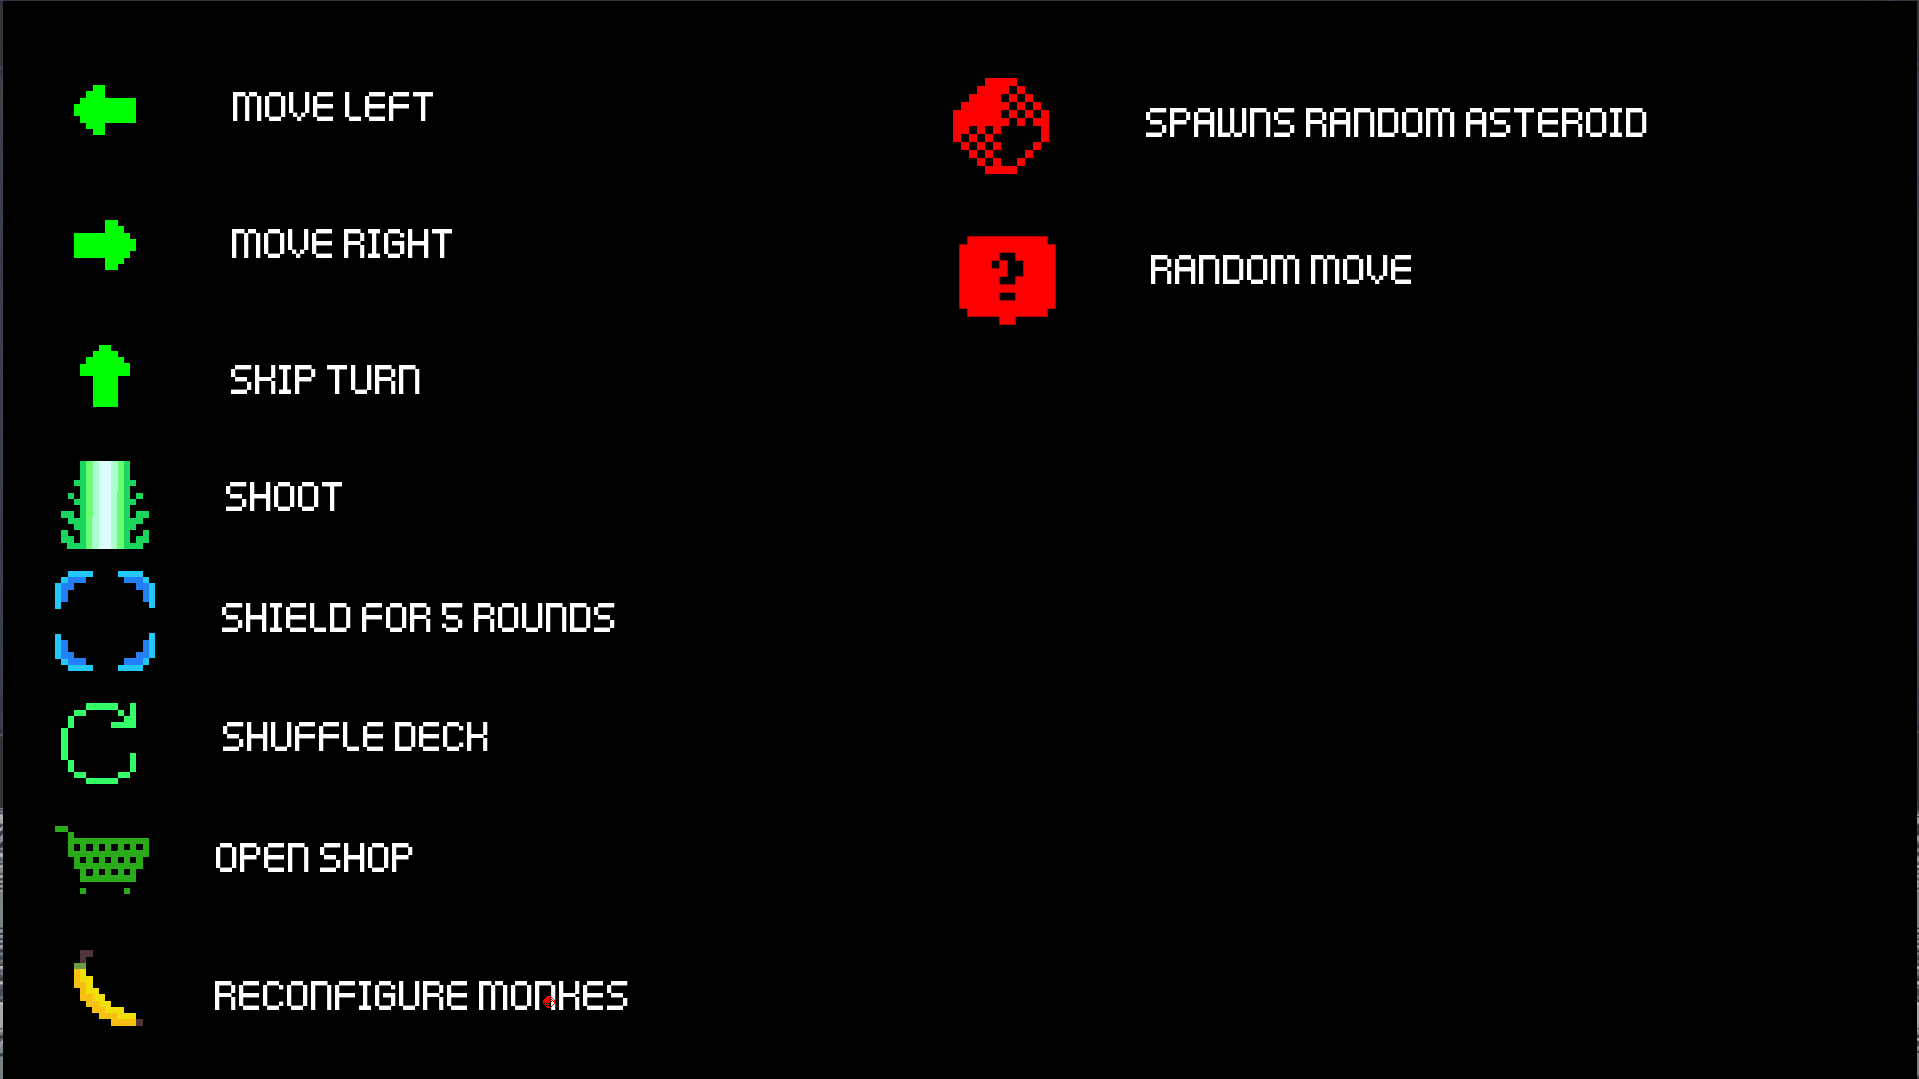 MOVE LEFT
MOVE RIGHT
SKIP TURN
SHOOT
SHIELD FOR 5 ROUNDS
SHUFFLE DECK
OPEN SHOP
RECONFIGURE MONKES
SPAWNS RANDOM ASTEROID
?
RANDOM MOVE